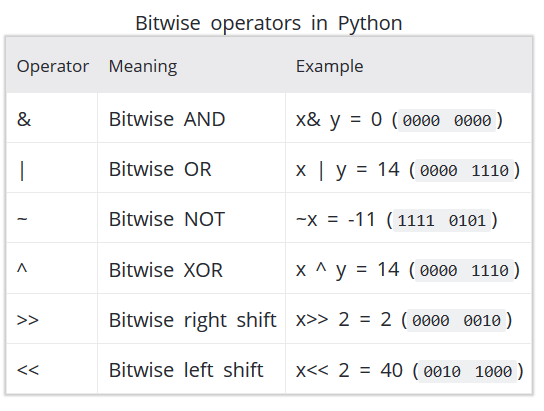 Bitwise operators in Python
Operator Meaning Example
& Bitwise AND x& y = 0 (0000 0000)
| Bitwise OR x | y = 14 (0000 1110)
~ Bitwise NOT ~x = -11 (1111 0101)
^ Bitwise XOR x ^ y = 14 (0000 1110)
>> Bitwise right shift x>> 2 = 2 (0000 0010)
<< Bitwise left shift x<< 2 = 40 (0010 1000)